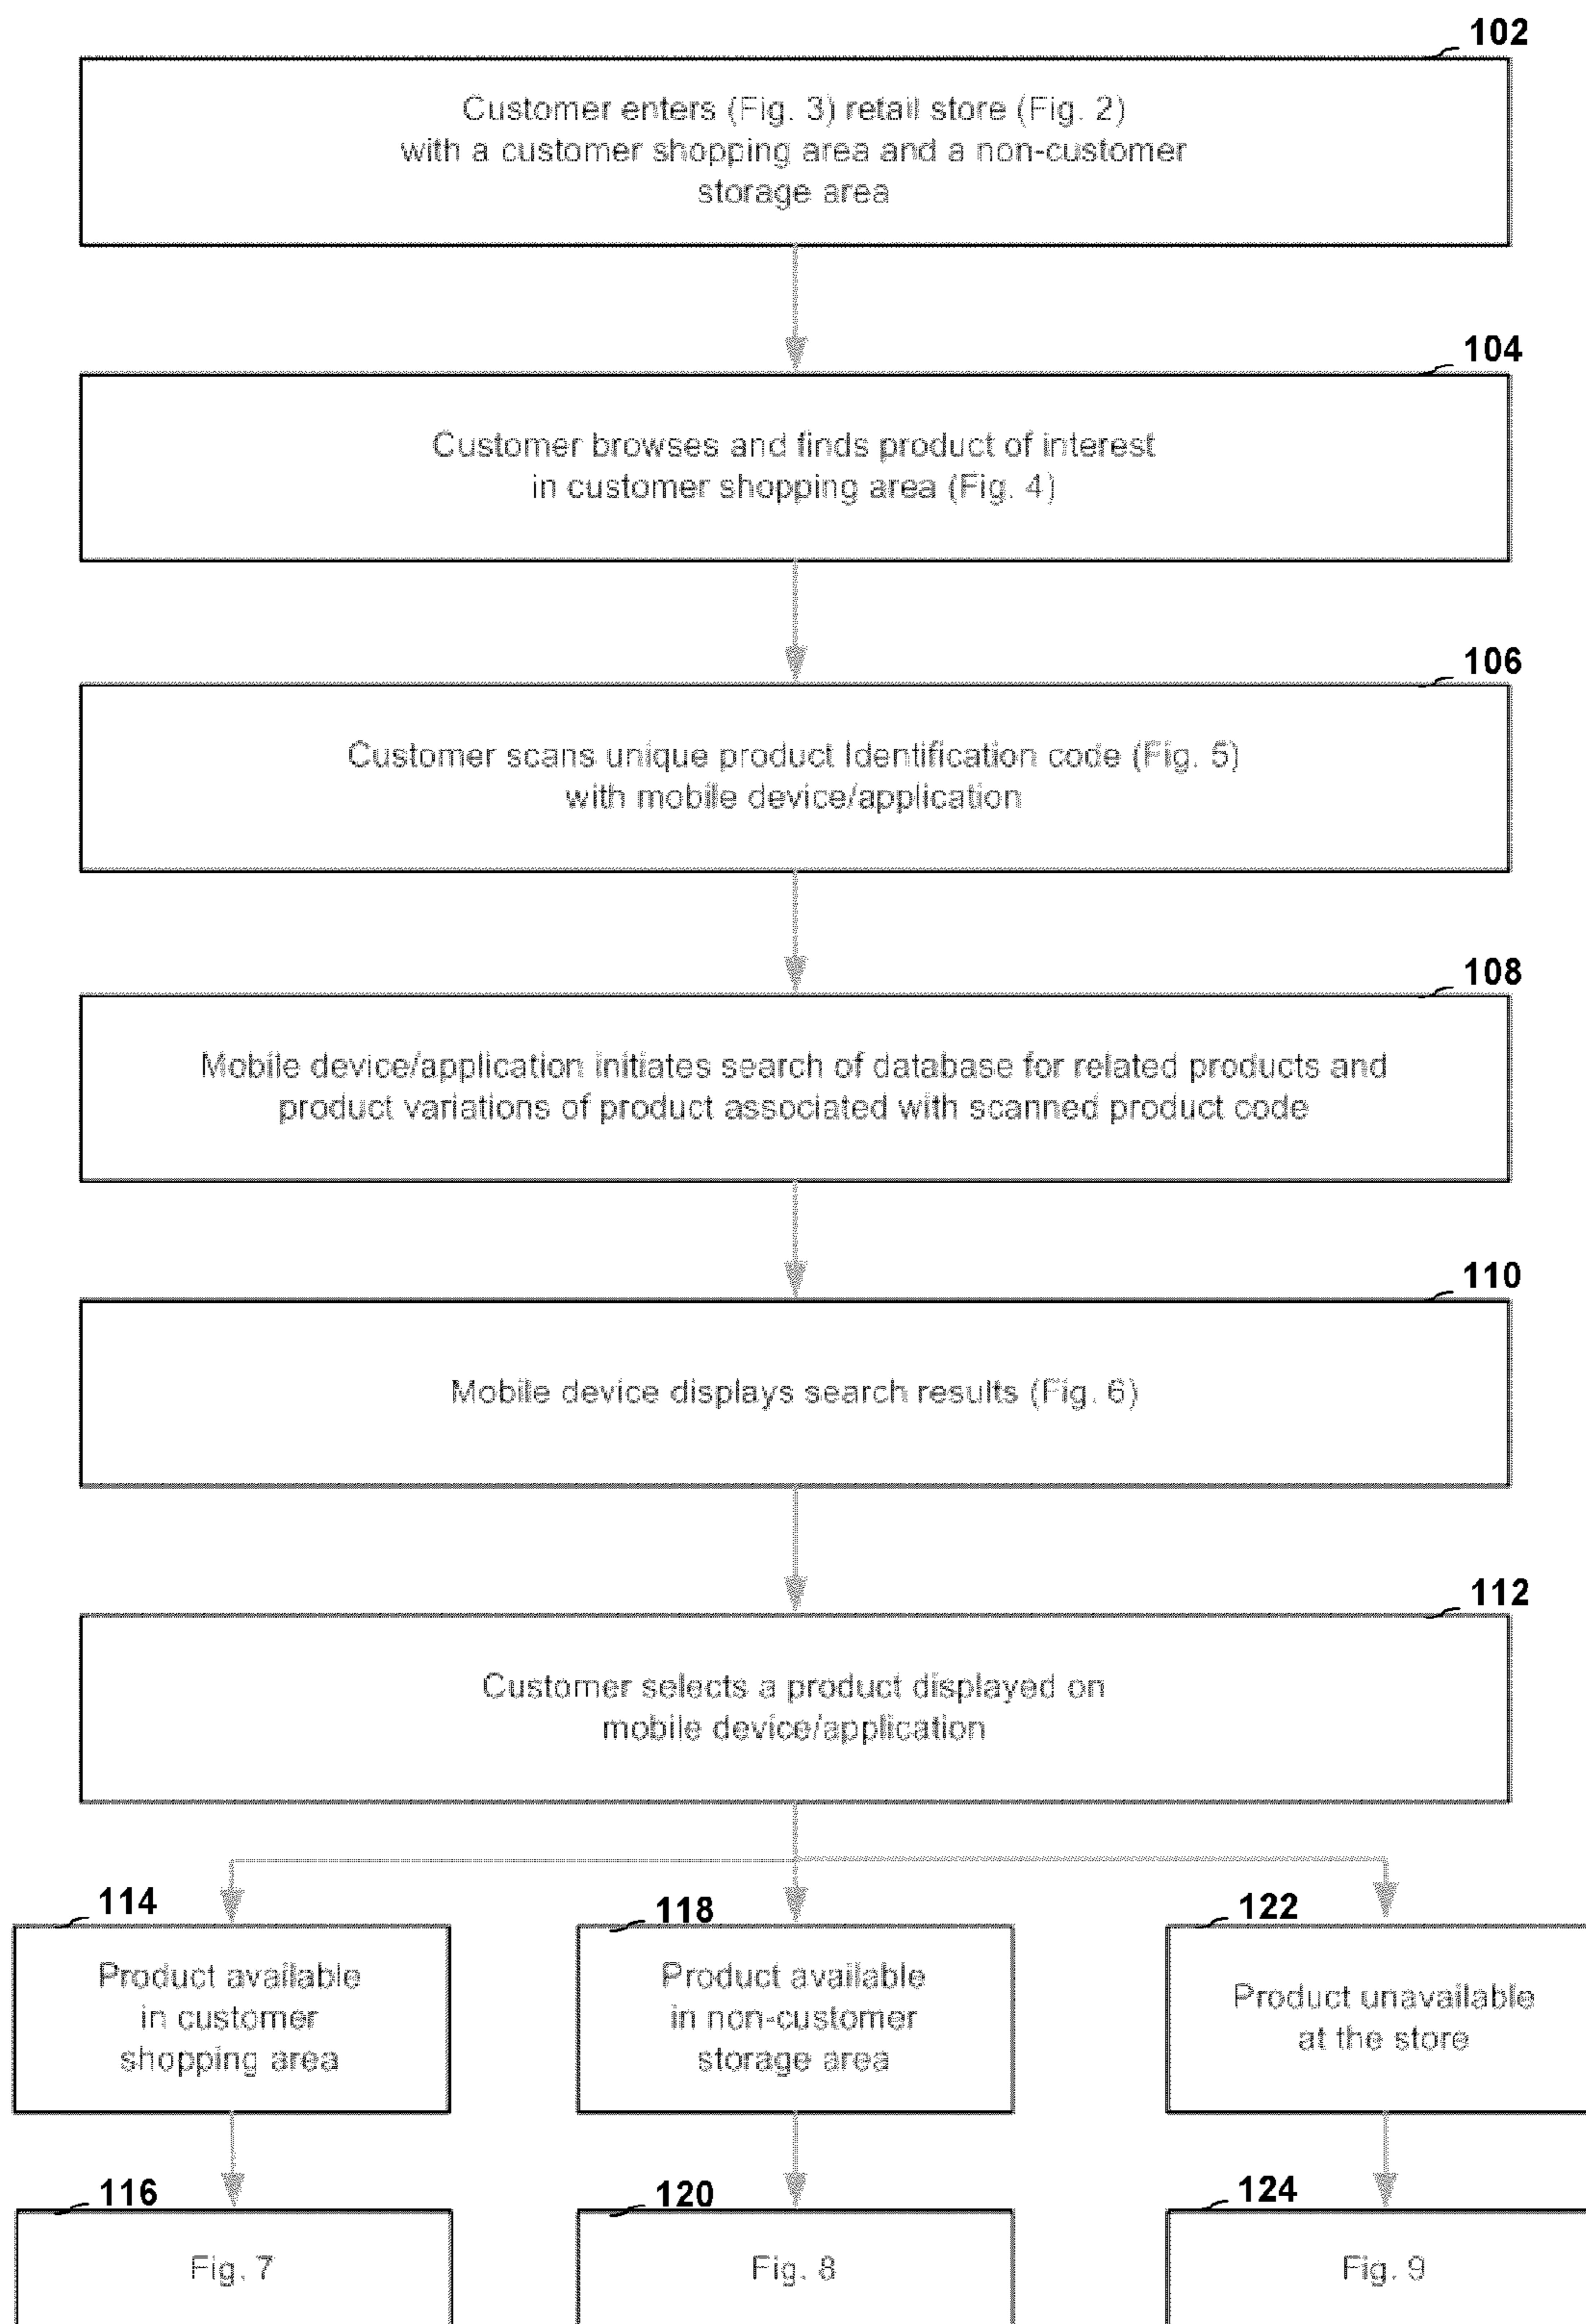 102
Customer enters (Fig. 3) retail store (Fig. 2)
with a customer shopping area and a non-customer
storage area
104
Customer browses and finds product of interest
in customer shopping area (Fig. 4)
106
Customer scans unique product Identification code (Fig. 5)
with mobile device/application
108
Mobile device/application initiates search of database for related products and
product variations of product associated with scanned product code
110
Mobile device displays search results (Fig. 6)
112
Customer selects a product displayed on
mobile device/application
114
Product available
in customer
shopping area
118
Product available
in non-customer
storage area
122
Product unavailable
at the store
116
Fig. 7
120
Fig. 8
124
Fig. 9